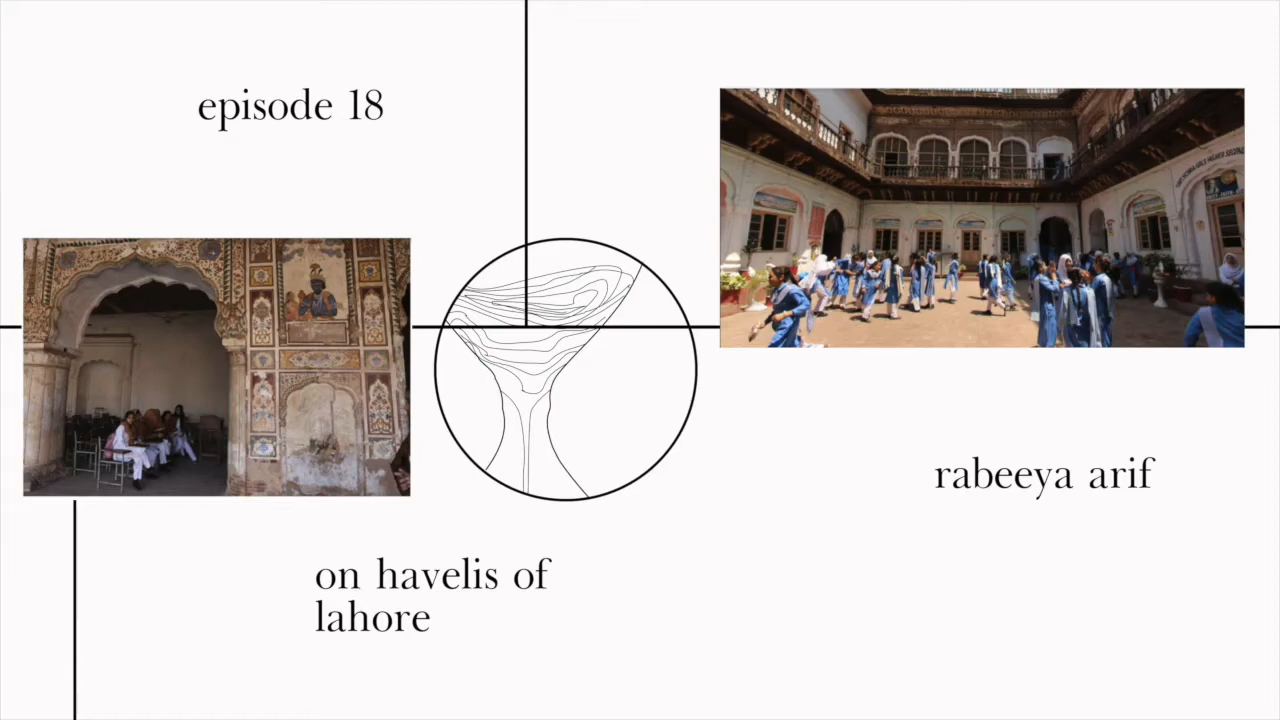 episode 18
rabeeya arif
on havelis of
lahore